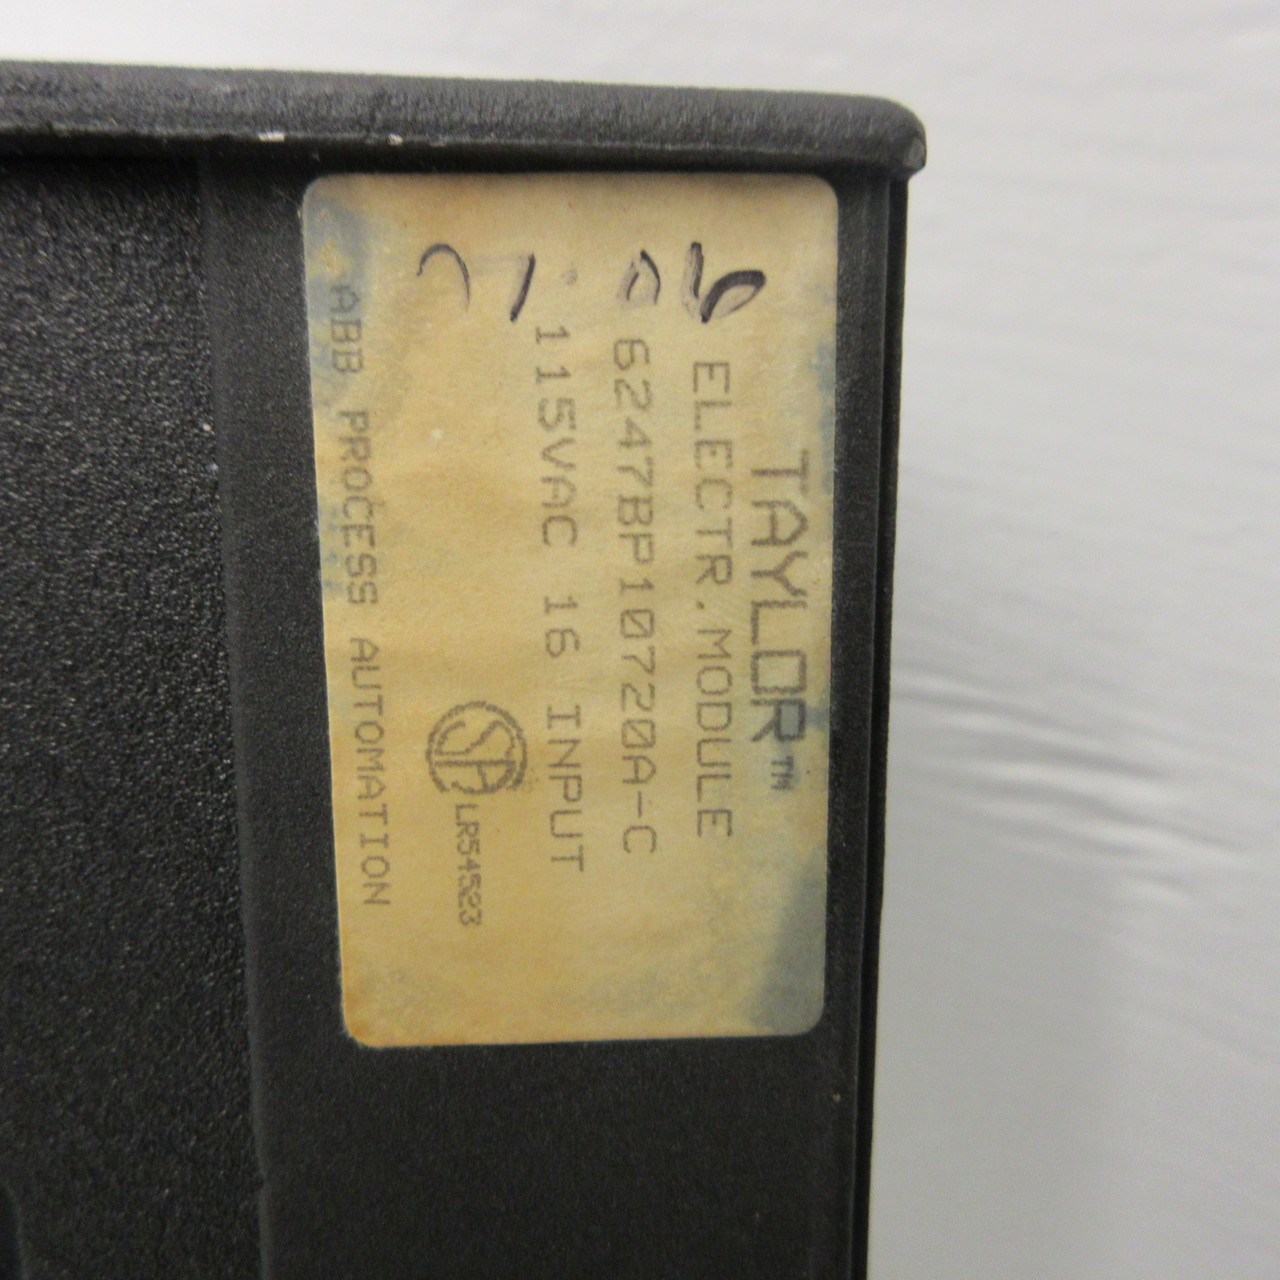 TAYLOR™
ELECTR.MODULE
6247BP10720A-C
115VAC 16 INPUT
LR54523
ABB PROCESS AUTOMATION